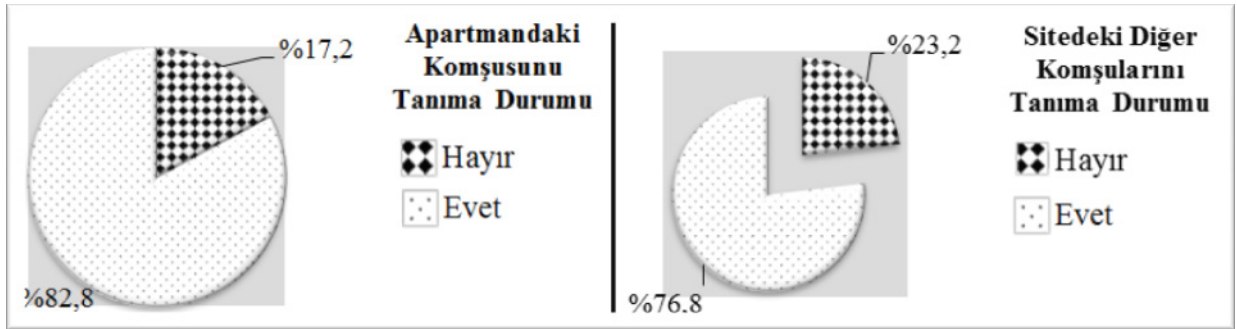 %17,2
%82,8
Apartmandaki
Komşusunu
Tanıma Durumu
Hayır
Evet
%23,2
%76,8
Sitedeki Diğer
Komşularını
Tanıma Durumu
Hayır
Evet